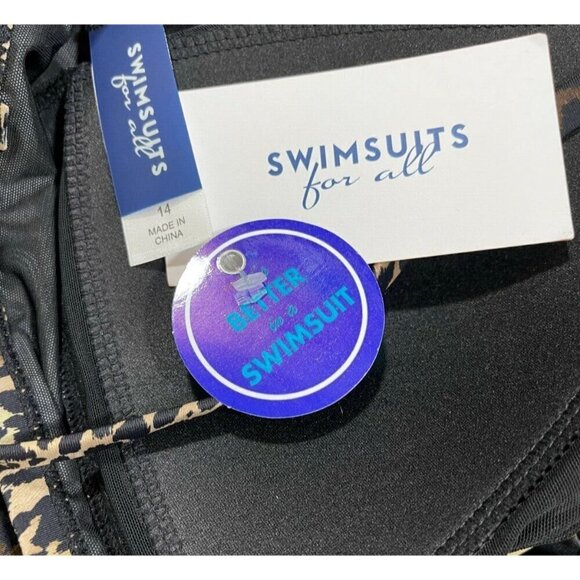 SWIMSUITS
for all
14
MADE IN
CHINA
SWIMSUITS
for all
BETTER
in a
SWIMSUIT